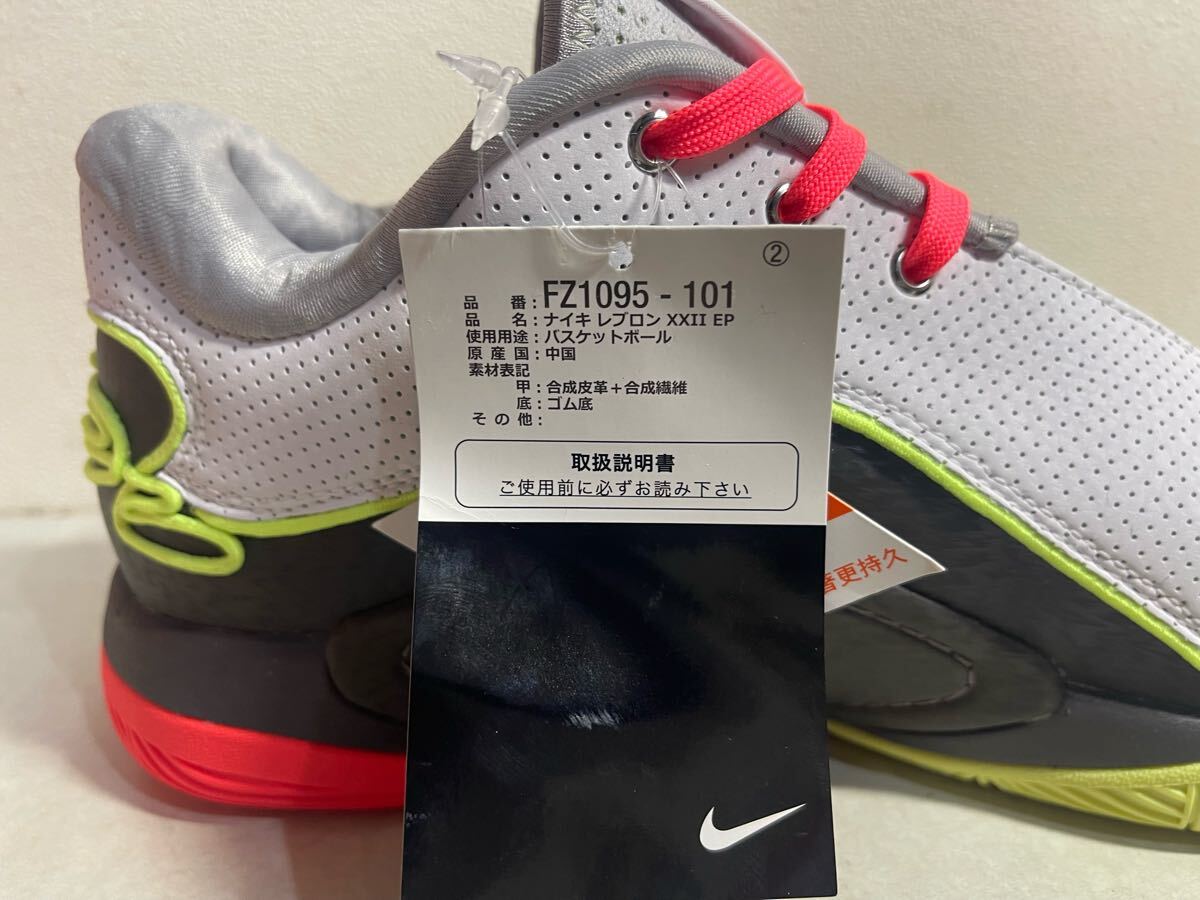 ②
品 番：FZ1095 - 101
品 名：ナイキ レブロン XXII EP
使用用途：バスケットボール
原 産 国：中国
素材表記
甲：合成皮革＋合成繊維
底：ゴム底
そ の 他：
取扱説明書
ご使用前に必ずお読み下さい
更持久